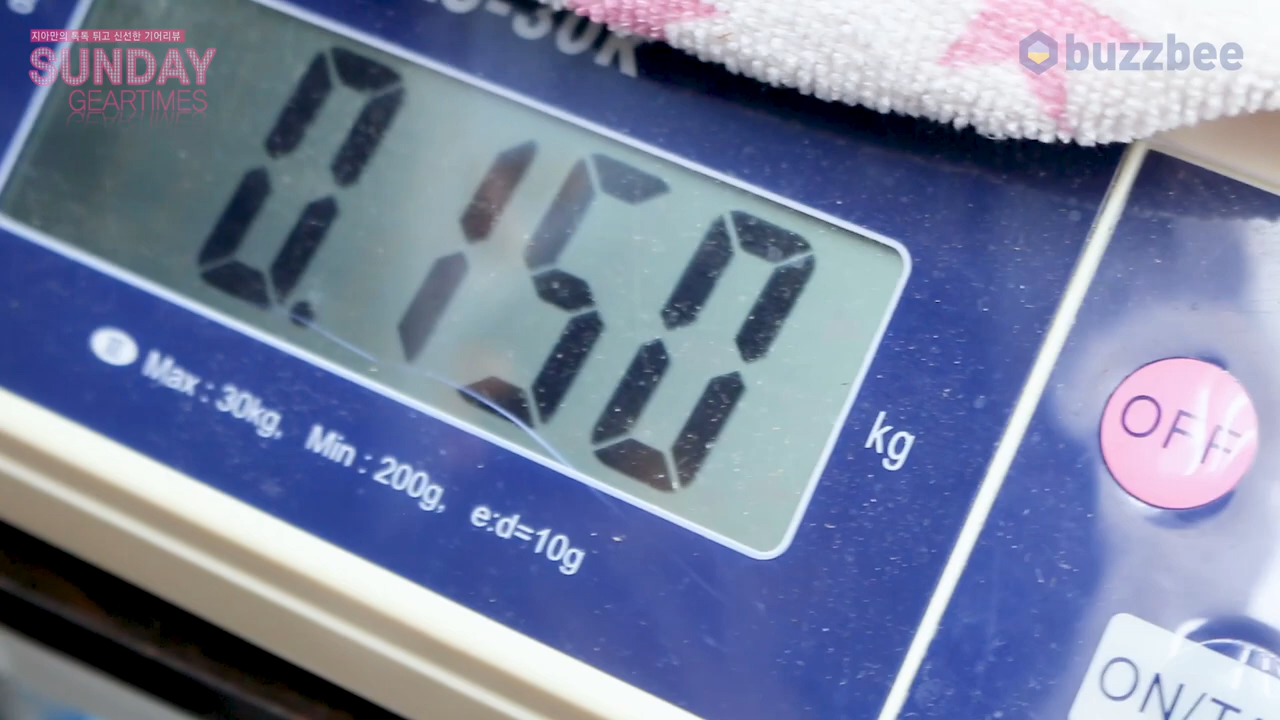 지아만의 톡톡 튀고 신선한 기어리뷰
SUNDAY
GEARTIMES
buzzbee
0.150
kg
Max : 30kg, Min : 200g, e:d=10g
OFF